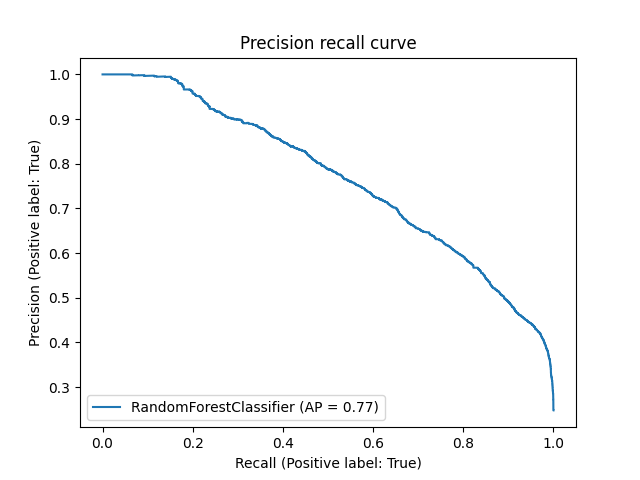 Precision recall curve
1.0
0.9
0.8
0.7
0.6
0.5
0.4
0.3
Precision (Positive label: True)
RandomForestClassifier (AP = 0.77)
0.0 0.2 0.4 0.6 0.8 1.0
Recall (Positive label: True)